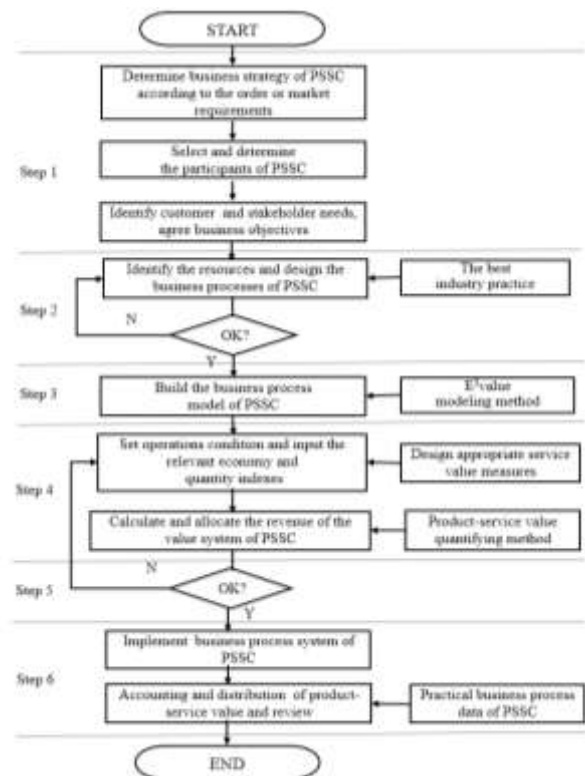 START
Determine business strategy of PSSC
according to the order or market
requirements
Select and determine
the participants of PSSC
Step 1
Identify customer and stakeholder needs,
agree business objectives
Identify the resources and design the
business processes of PSSC
The best
industry practice
Step 2
N
OK?
Y
Step 3
Build the business process
model of PSSC
E³value
modeling method
Set operations condition and input the
relevant economy and
quantity indexes
Design appropriate service
value measures
Step 4
Calculate and allocate the revenue of the
value system of PSSC
Product-service value
quantifying method
N
Step 5
OK?
Y
Implement business process system of
PSSC
Step 6
Accounting and distribution of product-
service value and review
Practical business process
data of PSSC
END